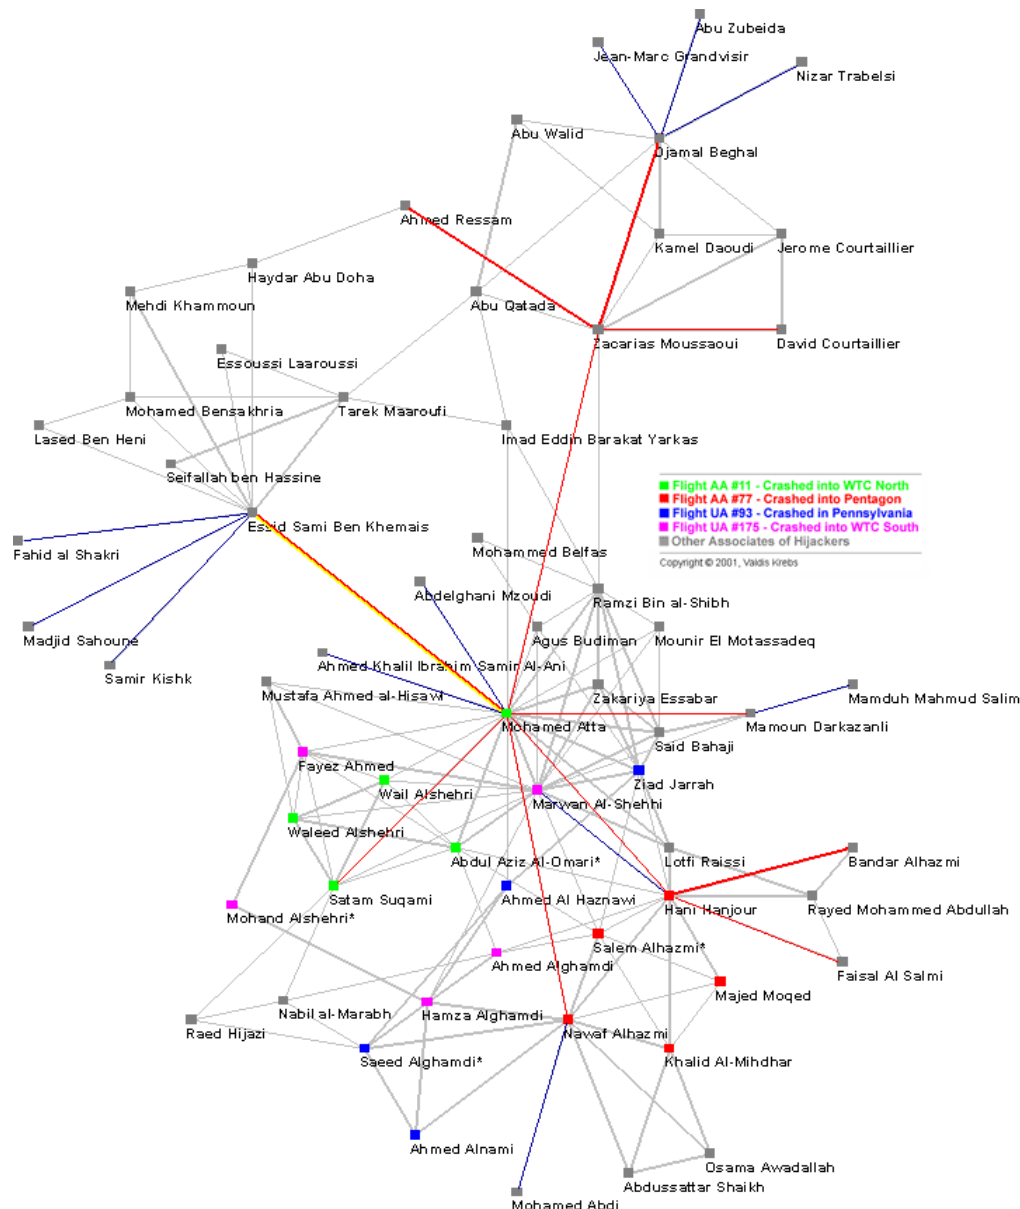 Abu Zubeida
Jean-Marc Grandvisir
Nizar Trabelsi
Abu Walid
Djamal Beghal
Ahmed Ressam
Kamel Daoudi
Jerome Courtaillier
Haydar Abu Doha
Mehdi Khammoun
Abu Qatada
Zacarias Moussaoui
David Courtaillier
Essoussi Laaroussi
Mohamed Bensakhria
Tarek Maaroufi
Lased Ben Heni
Imad Eddin Barakat Yarkas
Seifallah ben Hassine
Flight AA #11 - Crashed into WTC North
Flight AA #77 - Crashed into Pentagon
Flight UA #93 - Crashed in Pennsylvania
Flight UA #175 - Crashed into WTC South
Other Associates of Hijackers
Copyright © 2001, Valdis Krebs
Essid Sami Ben Khemais
Fahid al Shakri
Mohammed Belfas
Abdelghani Mzoudi
Ramzi Bin al-Shibh
Madjid Sahoune
Agus Budiman
Mounir El Motassadeq
Samir Kishk
Ahmed Khalil Ibrahim Samir Al-Ani
Mustafa Ahmed al-Hisawi
Zakariya Essabar
Mamduh Mahmud Salim
Mohamed Atta
Mamoun Darkazanli
Said Bahaji
Fayez Ahmed
Ziad Jarrah
Wail Alshehri
Marwan Al-Shehhi
Waleed Alshehri
Abdul Aziz Al-Omari*
Lotfi Raissi
Bandar Alhazmi
Satam Suqami
Ahmed Al Haznawi
Hani Hanjour
Rayed Mohammed Abdullah
Mohand Alshehri*
Salem Alhazmi*
Ahmed Alghamdi
Faisal Al Salmi
Majed Moqed
Nabil al-Marabh
Hamza Alghamdi
Raed Hijazi
Nawaf Alhazmi
Saeed Alghamdi*
Khalid Al-Mihdhar
Ahmed Alnami
Osama Awadallah
Abdussattar Shaikh
Mohamed Abdi